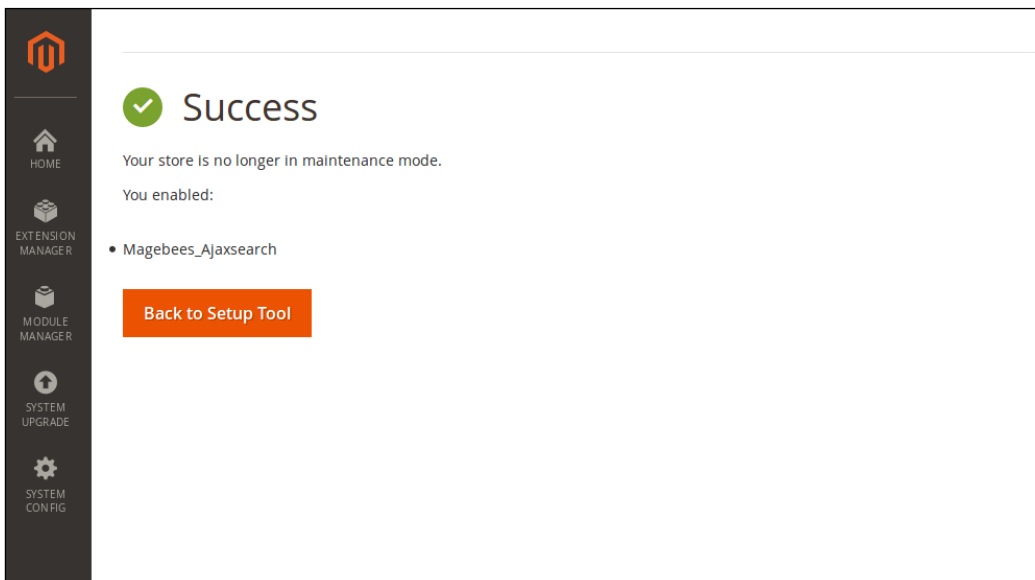 Success
Your store is no longer in maintenance mode.
You enabled:
Magebees_Ajaxsearch
Back to Setup Tool
HOME
EXTENSION
MANAGER
MODULE
MANAGER
SYSTEM
UPGRADE
SYSTEM
CONFIG